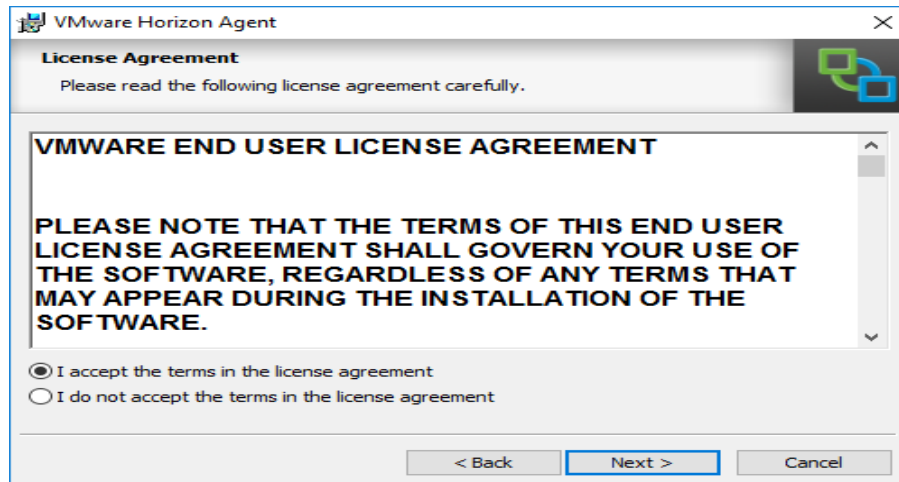 VMware Horizon Agent
License Agreement
Please read the following license agreement carefully.
VMWARE END USER LICENSE AGREEMENT
PLEASE NOTE THAT THE TERMS OF THIS END USER
LICENSE AGREEMENT SHALL GOVERN YOUR USE OF
THE SOFTWARE, REGARDLESS OF ANY TERMS THAT
MAY APPEAR DURING THE INSTALLATION OF THE
SOFTWARE.
I accept the terms in the license agreement
I do not accept the terms in the license agreement
< Back Next > Cancel